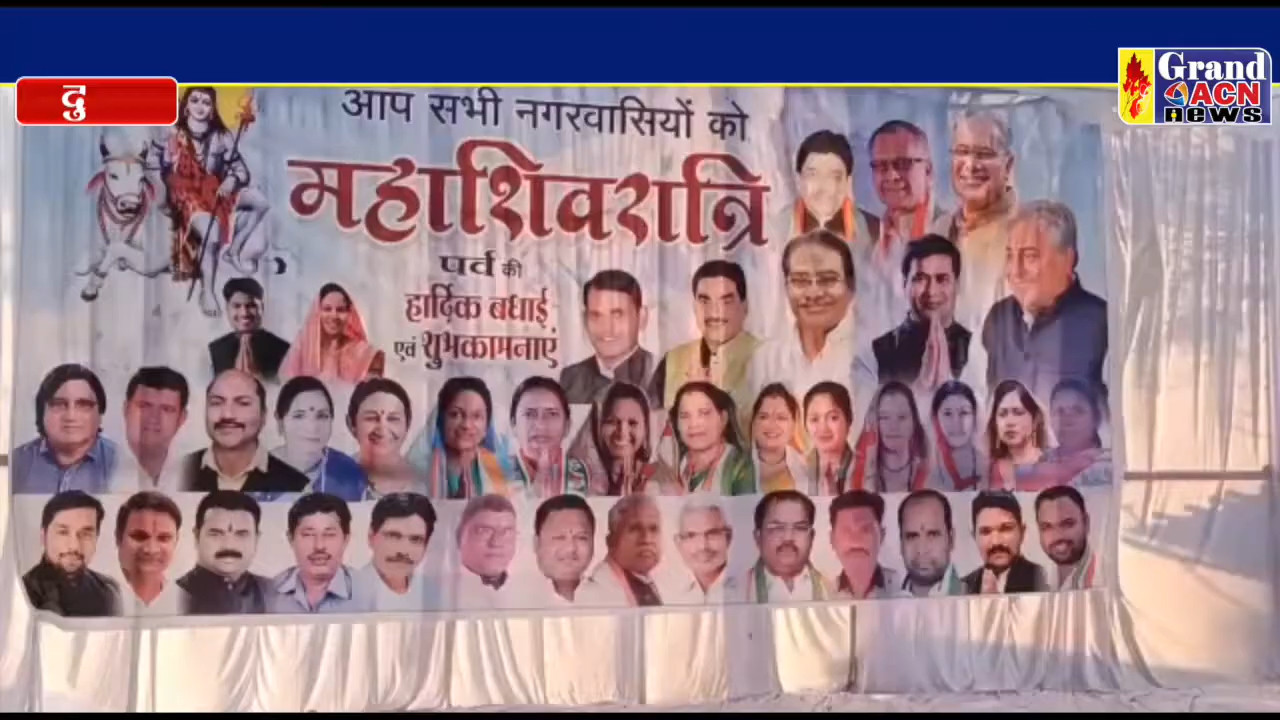 दु
Grand
ACN
news
आप सभी नगरवासियों को
महाशिवरात्रि
पर्व की
हार्दिक बधाई
एवं शुभकामनाएं